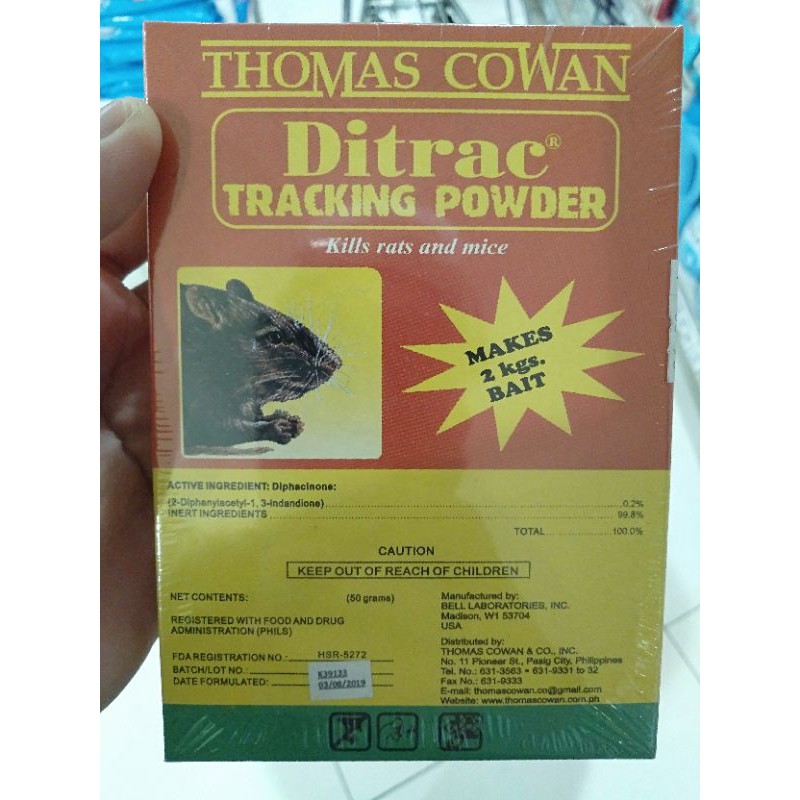 THOMAS COWAN
Ditrac®
TRACKING POWDER
Kills rats and mice
MAKES
2 kgs.
BAIT
ACTIVE INGREDIENT: Diphacinone:
(2-Diphenylacetyl-1, 3-indandione) 0.2%
INERT INGREDIENTS 99.8%
TOTAL 100.0%
CAUTION
KEEP OUT OF REACH OF CHILDREN
NET CONTENTS: (50 grams)
REGISTERED WITH FOOD AND DRUG
ADMINISTRATION (PHILS)
FDA REGISTRATION NO.: HSR-5272
BATCH/LOT NO.: K39133
DATE FORMULATED: 03/08/2019
Manufactured by:
BELL LABORATORIES, INC.
Madison, W1 53704
USA
Distributed by:
THOMAS COWAN & CO., INC.
No. 11 Pioneer St., Pasig City, Philippines
Tel. No.: 631-3563 • 631-9331 to 32
Fax No.: 631-9333
E-mail: thomascowan.co@gmail.com
Website: www.thomascowan.com.ph